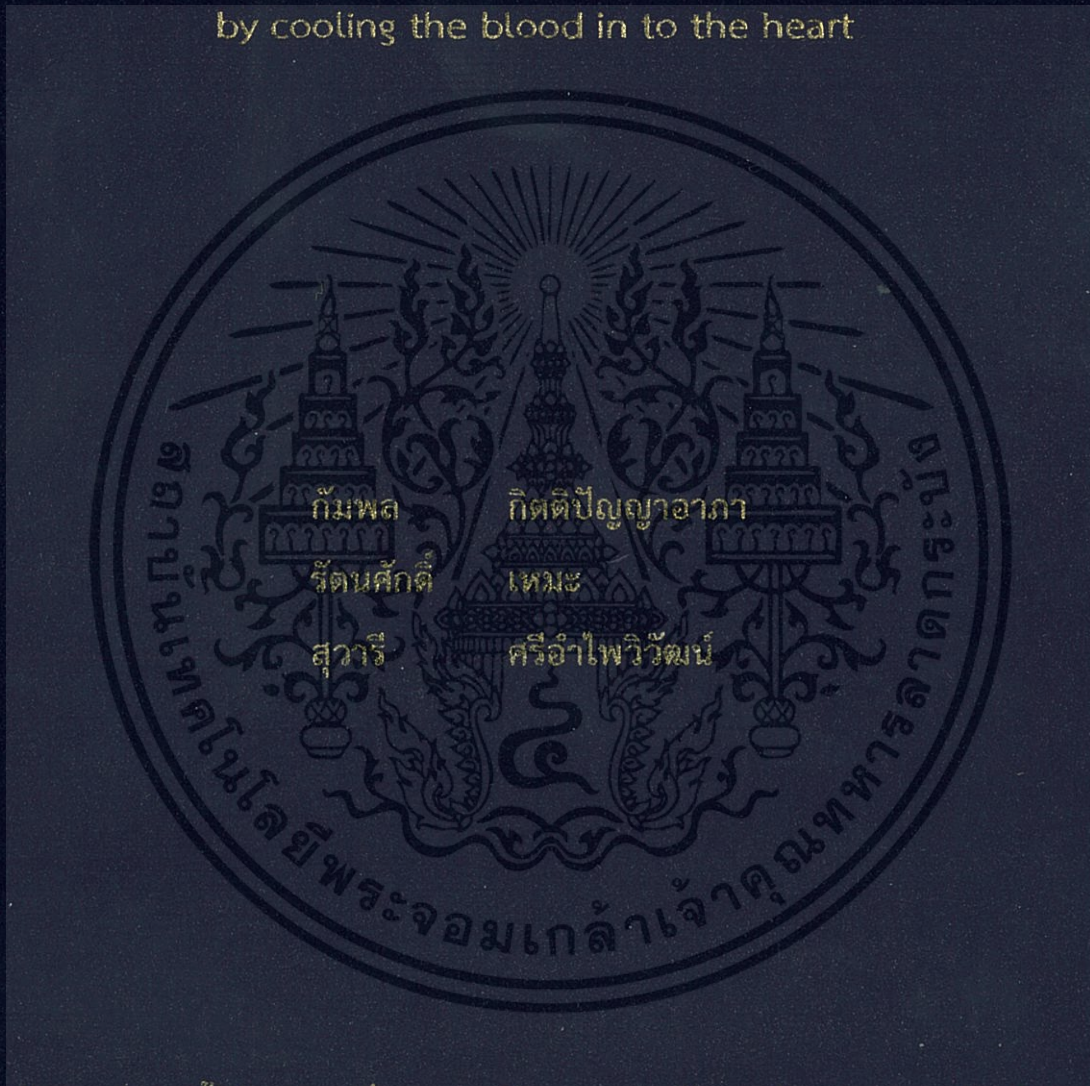 by cooling the blood in to the heart
กัมพล กิตติปัญญาอาภา
รัตนศักดิ์ เหมะ
สุวารี ศรีอำไพวิวัฒน์
สถาบันเทคโนโลยีพระจอมเกล้าเจ้าคุณทหารลาดกระบัง
๔